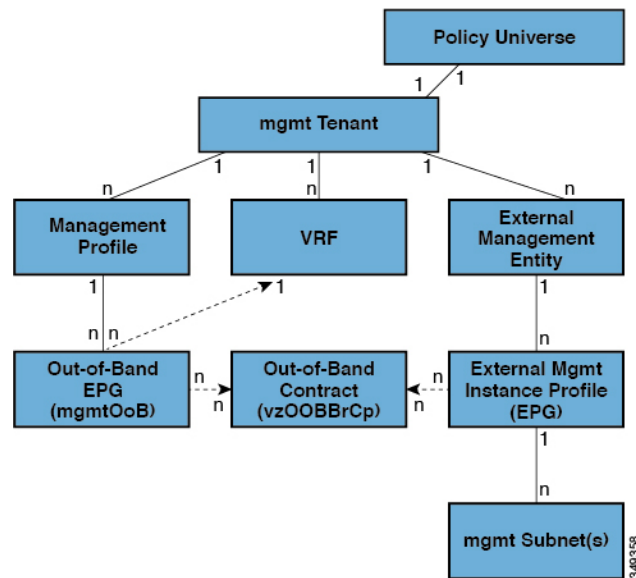 Policy Universe
1
1
mgmt Tenant
1
1
1
n
n
n
Management
Profile
VRF
External
Management
Entity
1
1
1
n
n
n
Out-of-Band
EPG
(mgmtOoB)
n
n
Out-of-Band
Contract
(vzOOBBrCp)
n
n
External Mgmt
Instance Profile
(EPG)
1
n
mgmt Subnet(s)
349358